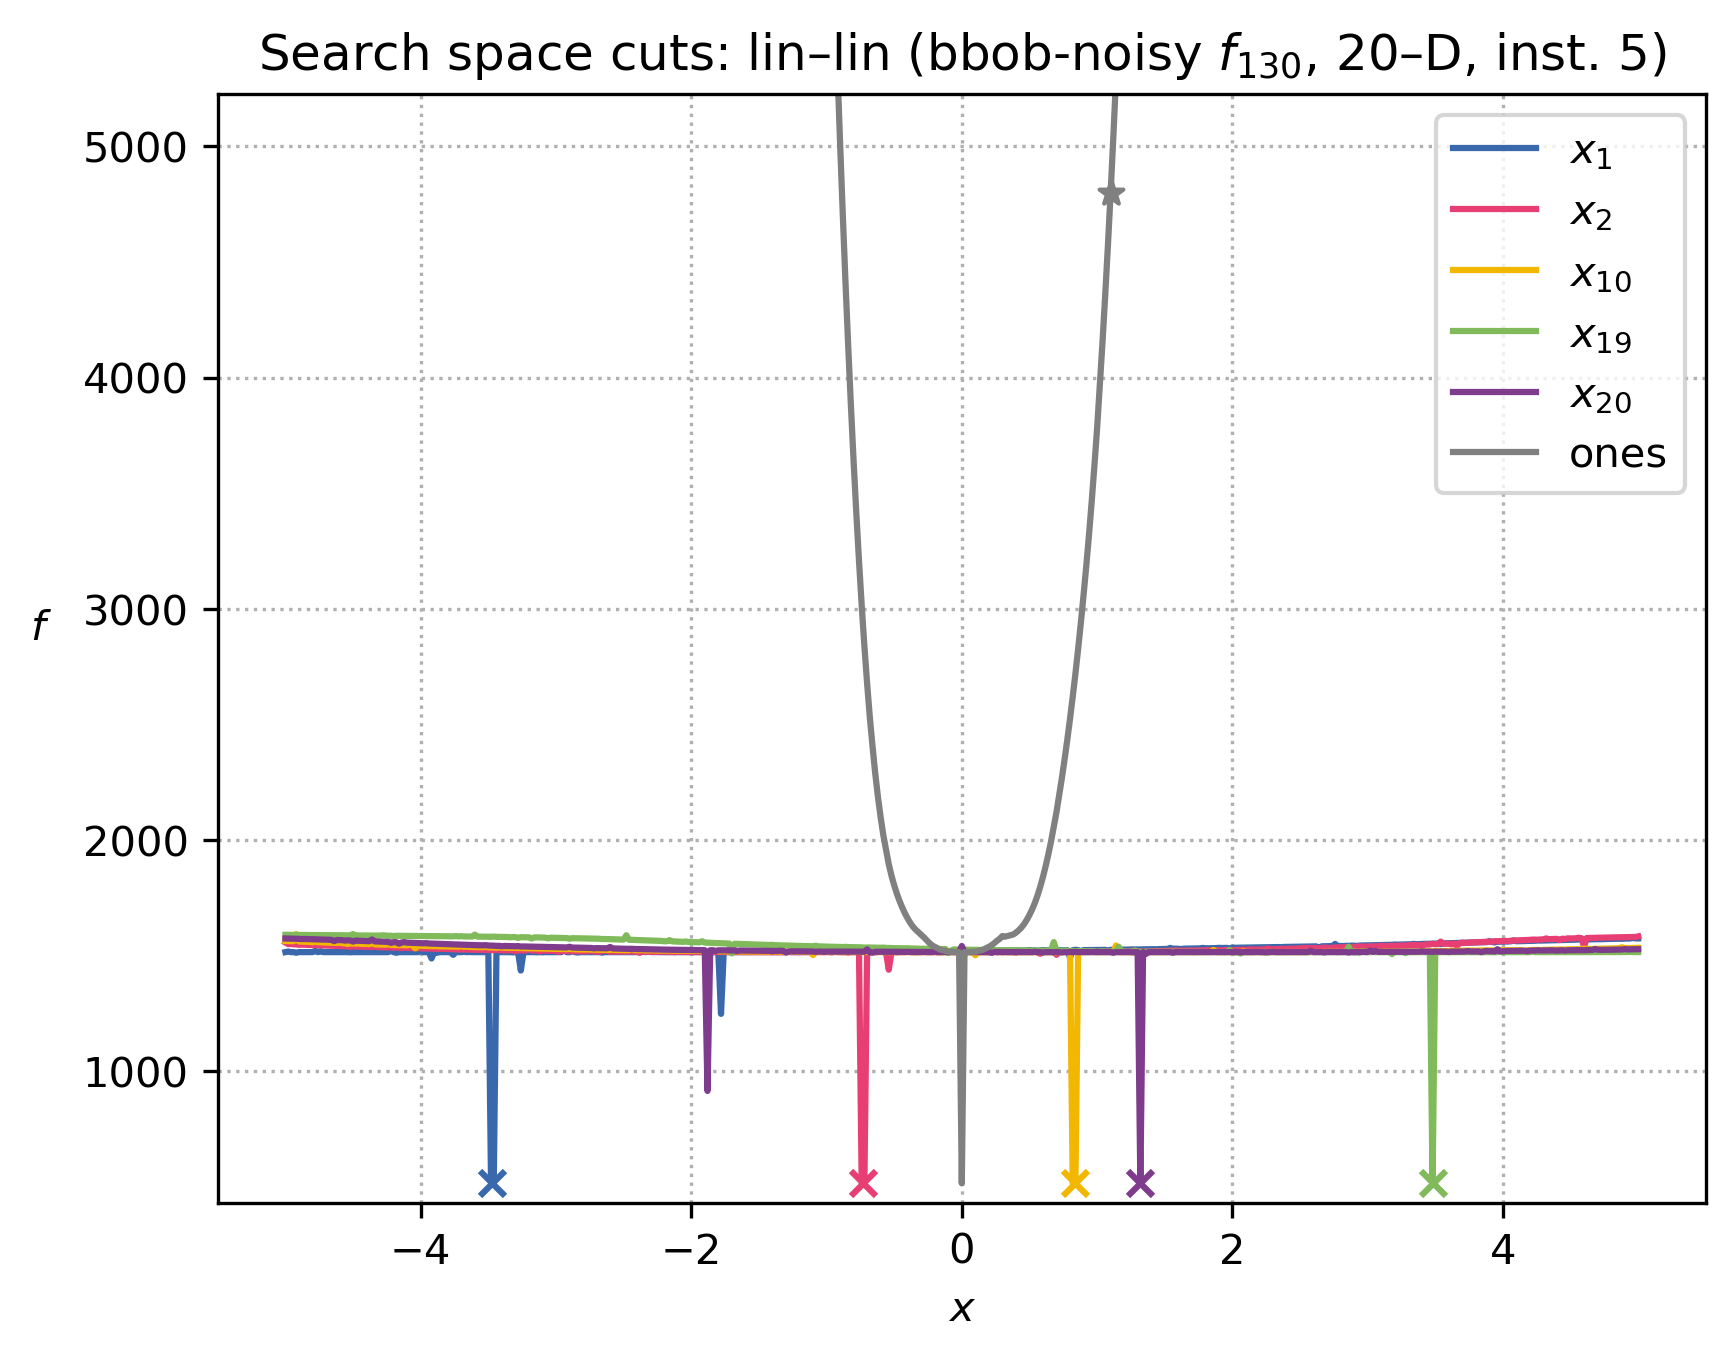 Search space cuts: lin–lin (bbob-noisy f₁₃₀, 20–D, inst. 5)
5000
4000
3000
2000
1000
f
x₁
x₂
x₁₀
x₁₉
x₂₀
ones
−4 −2 0 2 4
x